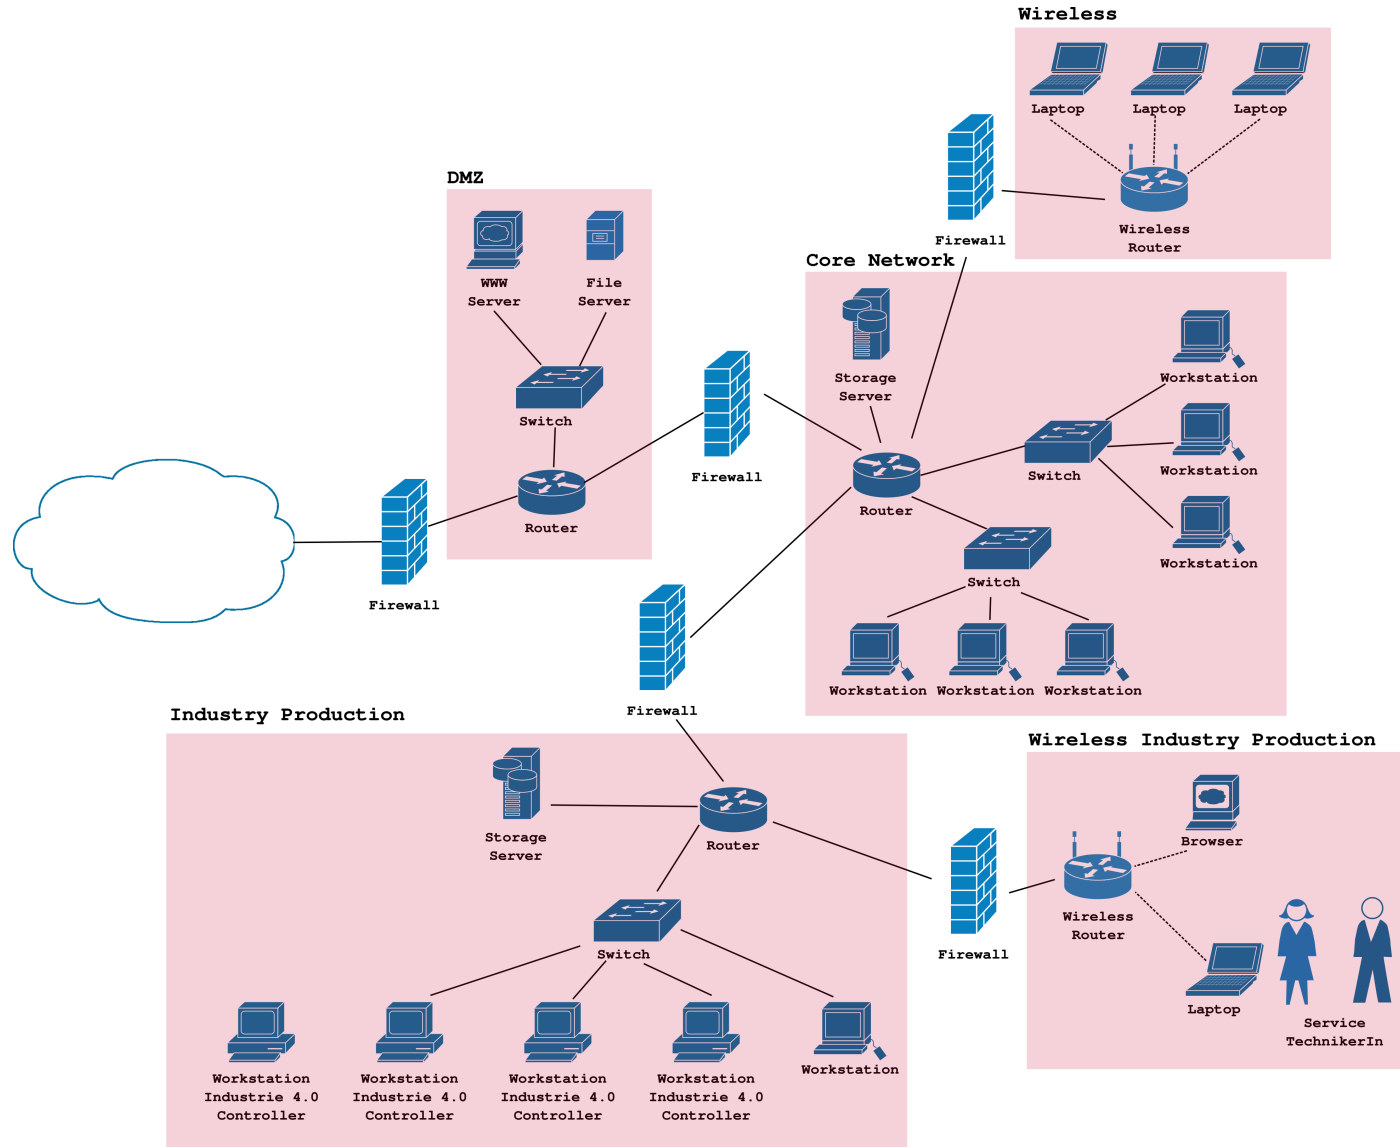 Wireless
Laptop
Laptop
Laptop
Wireless
Router
Firewall
DMZ
WWW
Server
File
Server
Switch
Router
Firewall
Firewall
Core Network
Storage
Server
Router
Switch
Workstation
Workstation
Workstation
Switch
Workstation
Workstation
Workstation
Firewall
Industry Production
Storage
Server
Router
Switch
Workstation
Industrie 4.0
Controller
Workstation
Industrie 4.0
Controller
Workstation
Industrie 4.0
Controller
Workstation
Industrie 4.0
Controller
Workstation
Firewall
Wireless Industry Production
Browser
Wireless
Router
Laptop
Service
TechnikerIn